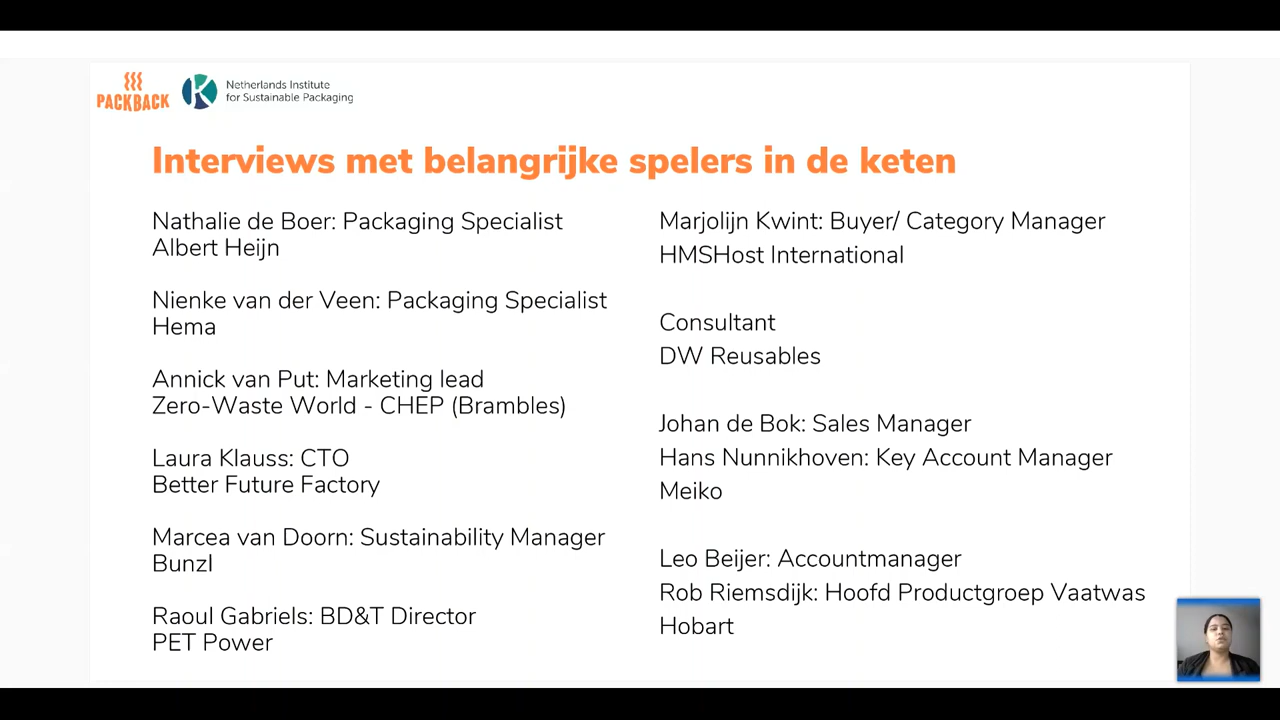 PACKBACK
Netherlands Institute
for Sustainable Packaging
Interviews met belangrijke spelers in de keten
Nathalie de Boer: Packaging Specialist
Albert Heijn
Nienke van der Veen: Packaging Specialist
Hema
Annick van Put: Marketing lead
Zero-Waste World - CHEP (Brambles)
Laura Klauss: CTO
Better Future Factory
Marcea van Doorn: Sustainability Manager
Bunzl
Raoul Gabriels: BD&T Director
PET Power
Marjolijn Kwint: Buyer/ Category Manager
HMSHost International
Consultant
DW Reusables
Johan de Bok: Sales Manager
Hans Nunnikhoven: Key Account Manager
Meiko
Leo Beijer: Accountmanager
Rob Riemsdijk: Hoofd Productgroep Vaatwas
Hobart